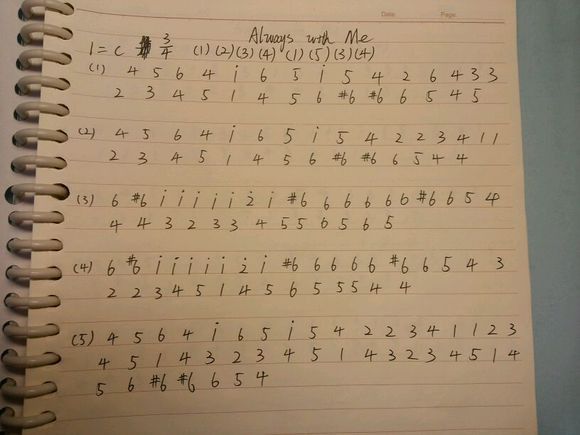 Date: Page:
Always with Me
1=C 3/4 (1)(2)(3)(4)(1)(5)(3)(4)
(1) 4 5 6 4 i 6 5 i 5 4 2 6 4 3 3
2 3 4 5 1 4 5 6 #6 #6 6 5 4 5
(2) 4 5 6 4 i 6 5 i 5 4 2 2 3 4 1 1
2 3 4 5 1 4 5 6 #6 #6 6 5 4 4
(3) 6 #6 i i i i i 2̇ i #6 6 6 6 6 6 #6 6 5 4
4 4 3 2 3 3 4 5 5 6 5 6 5
(4) 6 #6 i i i i i 2̇ i #6 6 6 6 6 #6 6 5 4 3
2 2 3 4 5 1 4 5 6 5 5 5 4 4
(5) 4 5 6 4 i 6 5 i 5 4 2 2 3 4 1 1 2 3
4 5 1 4 3 2 3 4 5 1 4 3 2 3 4 5 1 4
5 6 #6 #6 6 5 4